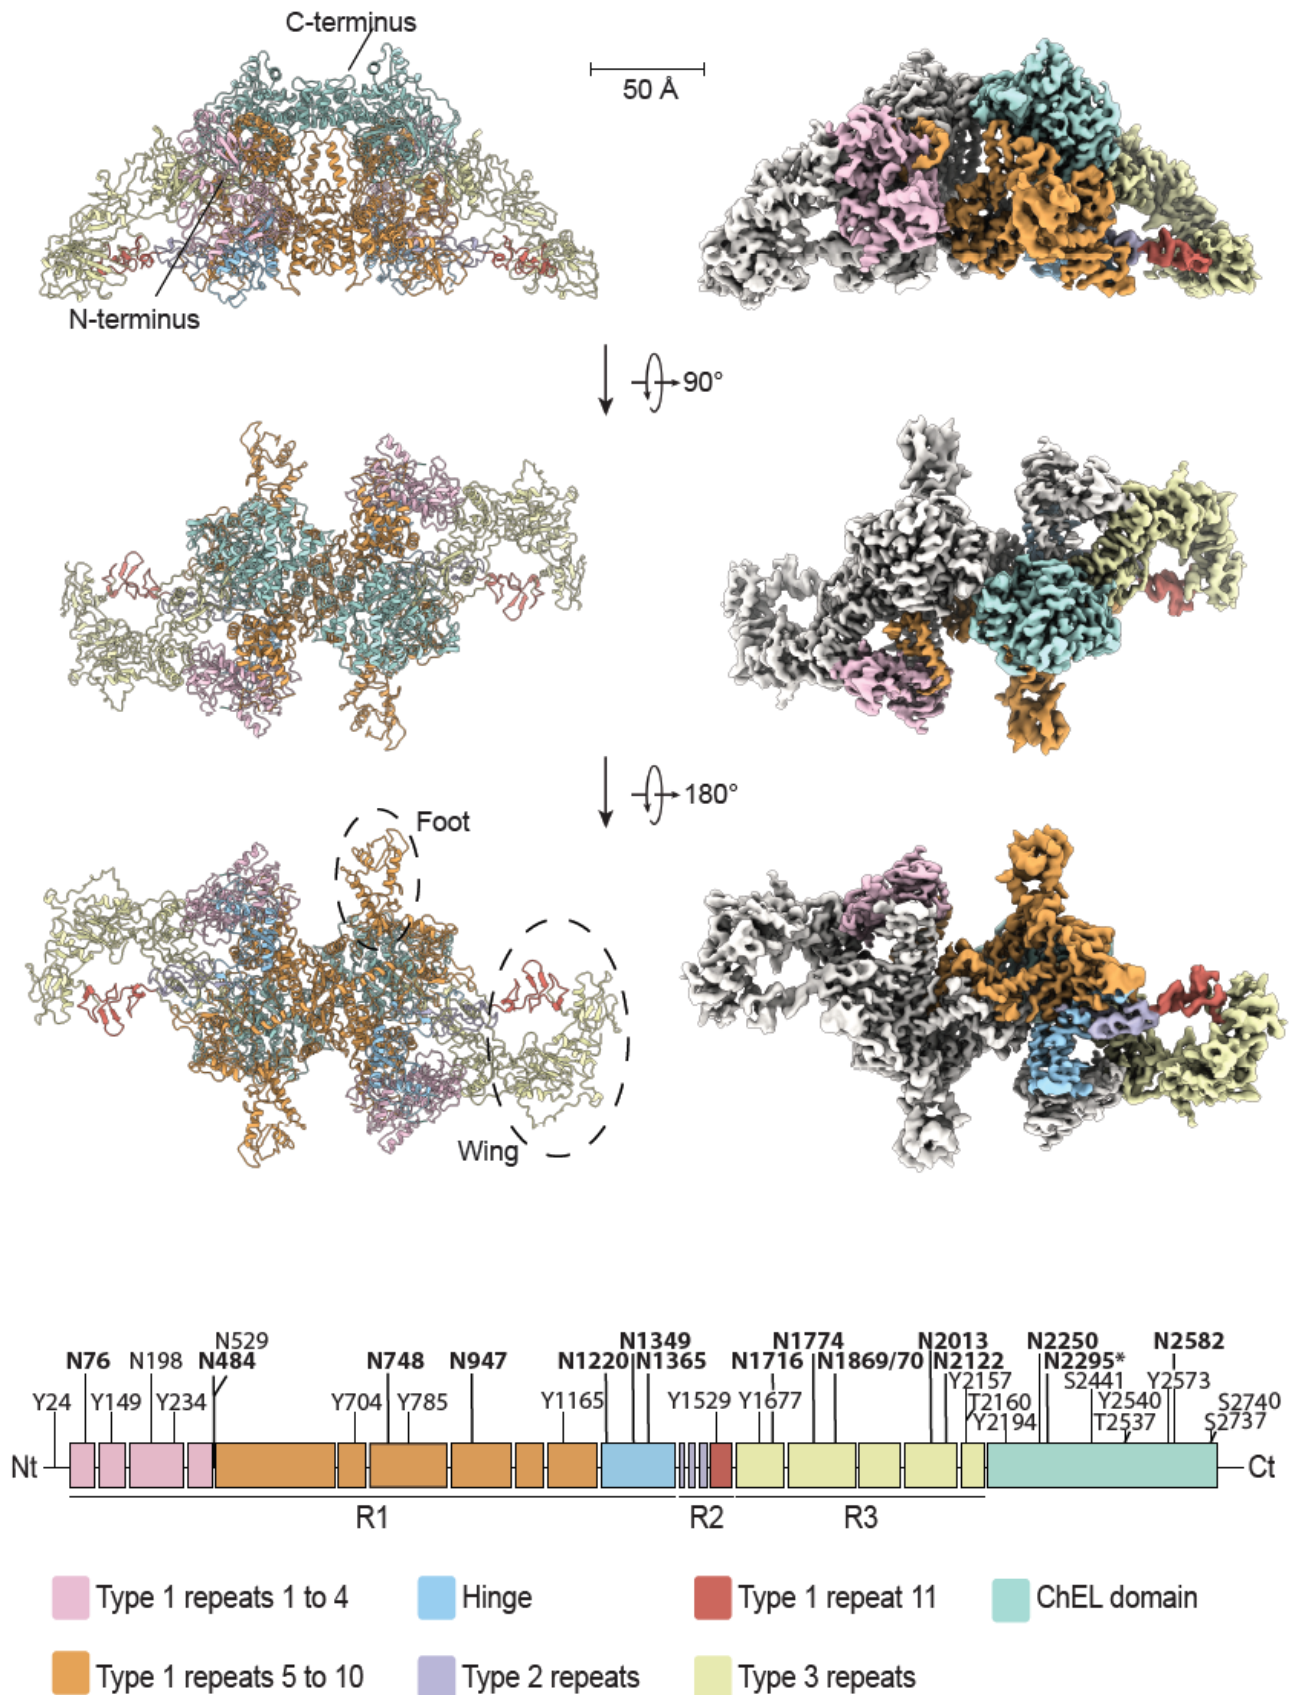 C-terminus
50 Å
N-terminus
90°
180°
Foot
Wing
N529 N1349 N1774 N2013 N2250 N2582
N76 N198 N484 N748 N947 N1220 N1365 N1716 N1869/70 N2122 N2295*
Y2157 S2441 Y2573
Y24 Y149 Y234 Y704 Y785 Y1165 Y1529 Y1677 T2160 Y2540 S2740
Y2194 T2537 S2737
Nt Ct
R1 R2 R3
Type 1 repeats 1 to 4 Hinge Type 1 repeat 11 ChEL domain
Type 1 repeats 5 to 10 Type 2 repeats Type 3 repeats